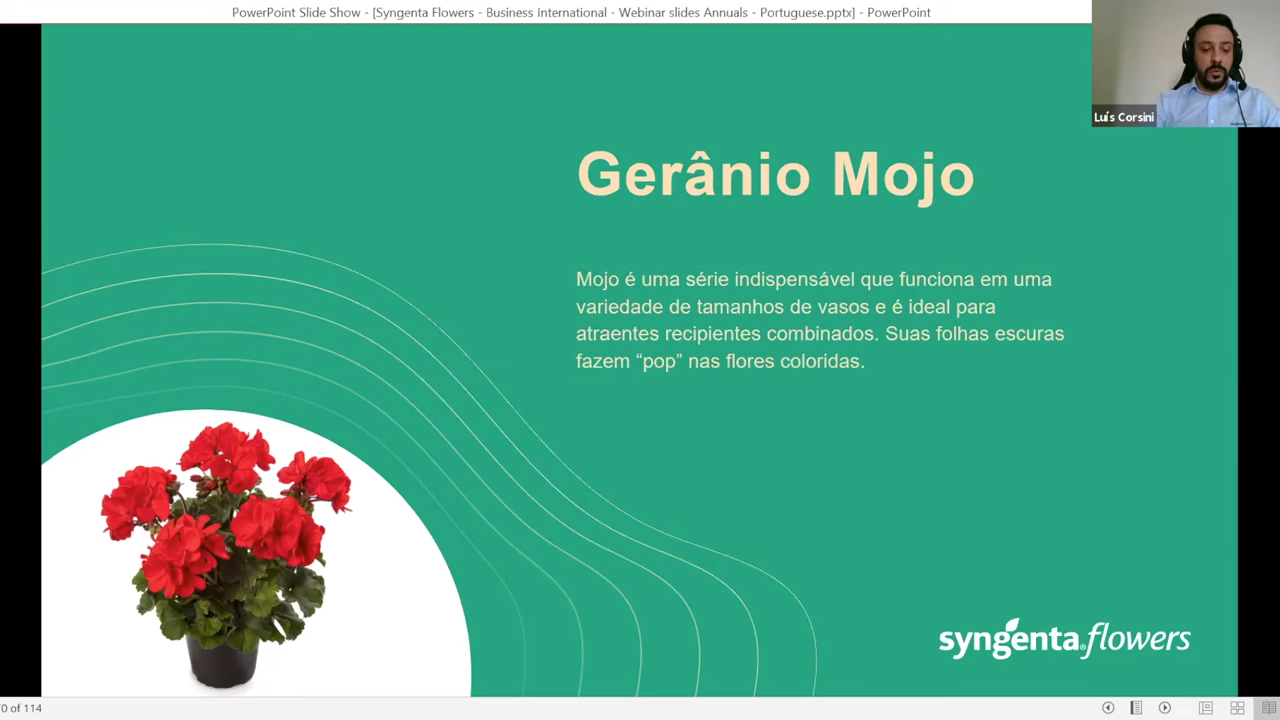 PowerPoint Slide Show - [Syngenta Flowers - Business International - Webinar slides Annuals - Portuguese.pptx] - PowerPoint
Luís Corsini
Gerânio Mojo
Mojo é uma série indispensável que funciona em uma
variedade de tamanhos de vasos e é ideal para
atraentes recipientes combinados. Suas folhas escuras
fazem “pop” nas flores coloridas.
syngenta® flowers
0 of 114